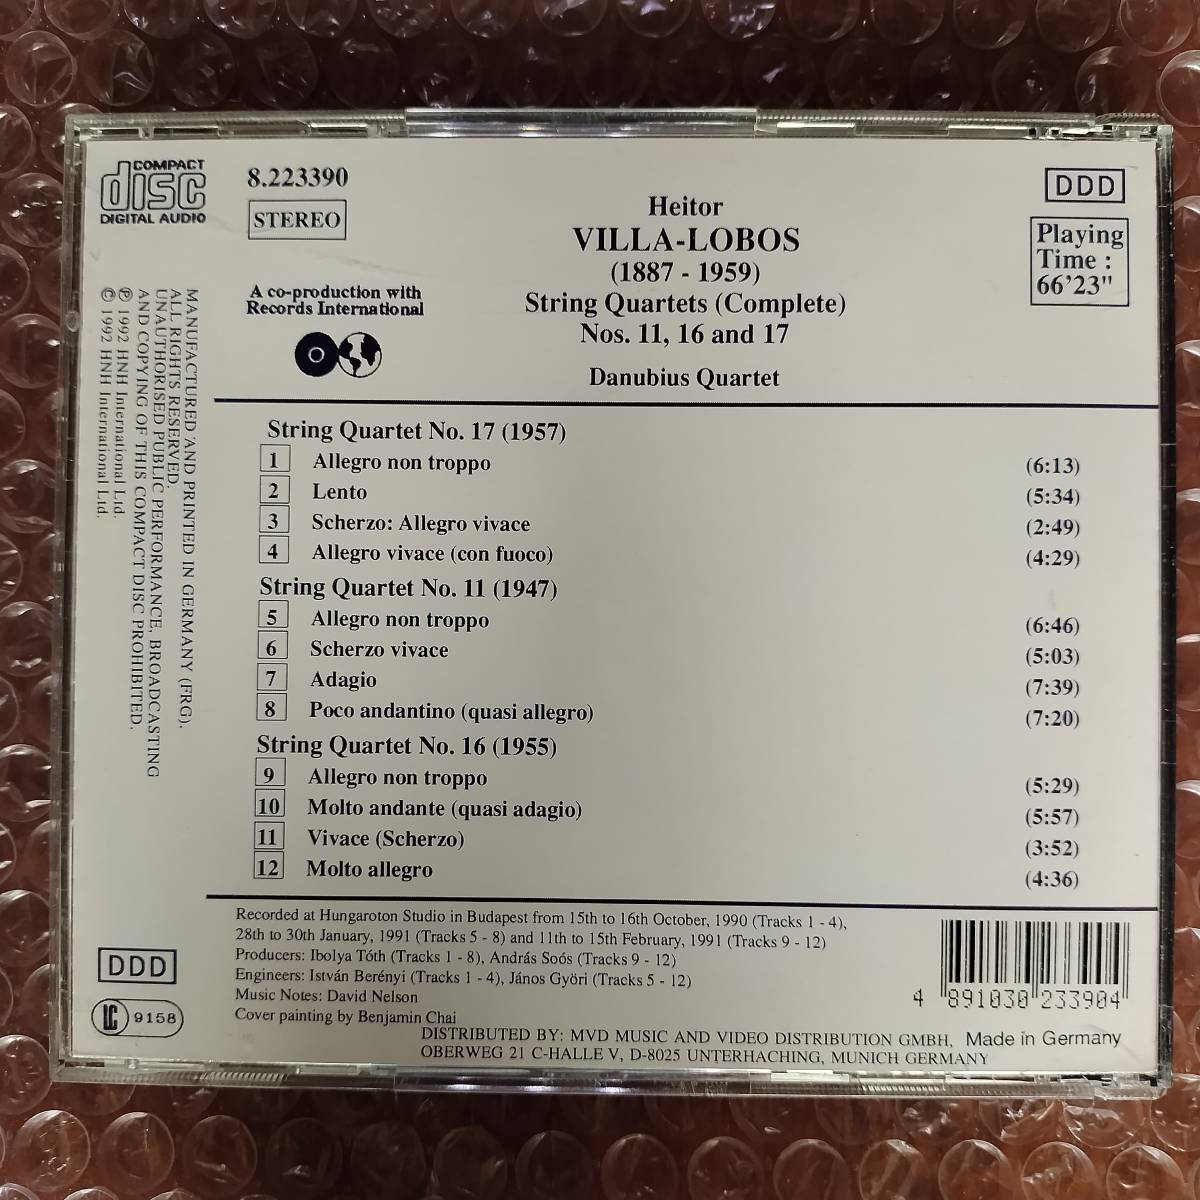 COMPACT
disc
DIGITAL AUDIO
8.223390
STEREO
A co-production with
Records International
Heitor
VILLA-LOBOS
(1887 - 1959)
String Quartets (Complete)
Nos. 11, 16 and 17
Danubius Quartet
DDD
Playing
Time :
66'23"
String Quartet No. 17 (1957)
1 Allegro non troppo (6:13)
2 Lento (5:34)
3 Scherzo: Allegro vivace (2:49)
4 Allegro vivace (con fuoco) (4:29)
String Quartet No. 11 (1947)
5 Allegro non troppo (6:46)
6 Scherzo vivace (5:03)
7 Adagio (7:39)
8 Poco andantino (quasi allegro) (7:20)
String Quartet No. 16 (1955)
9 Allegro non troppo (5:29)
10 Molto andante (quasi adagio) (5:57)
11 Vivace (Scherzo) (3:52)
12 Molto allegro (4:36)
Recorded at Hungaroton Studio in Budapest from 15th to 16th October, 1990 (Tracks 1 - 4),
28th to 30th January, 1991 (Tracks 5 - 8) and 11th to 15th February, 1991 (Tracks 9 - 12)
Producers: Ibolya Tóth (Tracks 1 - 8), András Soós (Tracks 9 - 12)
Engineers: István Berényi (Tracks 1 - 4), János Györi (Tracks 5 - 12)
Music Notes: David Nelson
Cover painting by Benjamin Chai
DISTRIBUTED BY: MVD MUSIC AND VIDEO DISTRIBUTION GMBH,
OBERWEG 21 C-HALLE V, D-8025 UNTERHACHING, MUNICH GERMANY
Made in Germany
4 891030 233904
MANUFACTURED AND PRINTED IN GERMANY (FRG).
ALL RIGHTS RESERVED.
UNAUTHORISED PUBLIC PERFORMANCE, BROADCASTING
AND COPYING OF THIS COMPACT DISC PROHIBITED.
℗ 1992 HNH International Ltd.
© 1992 HNH International Ltd.
DDD
LC 9158